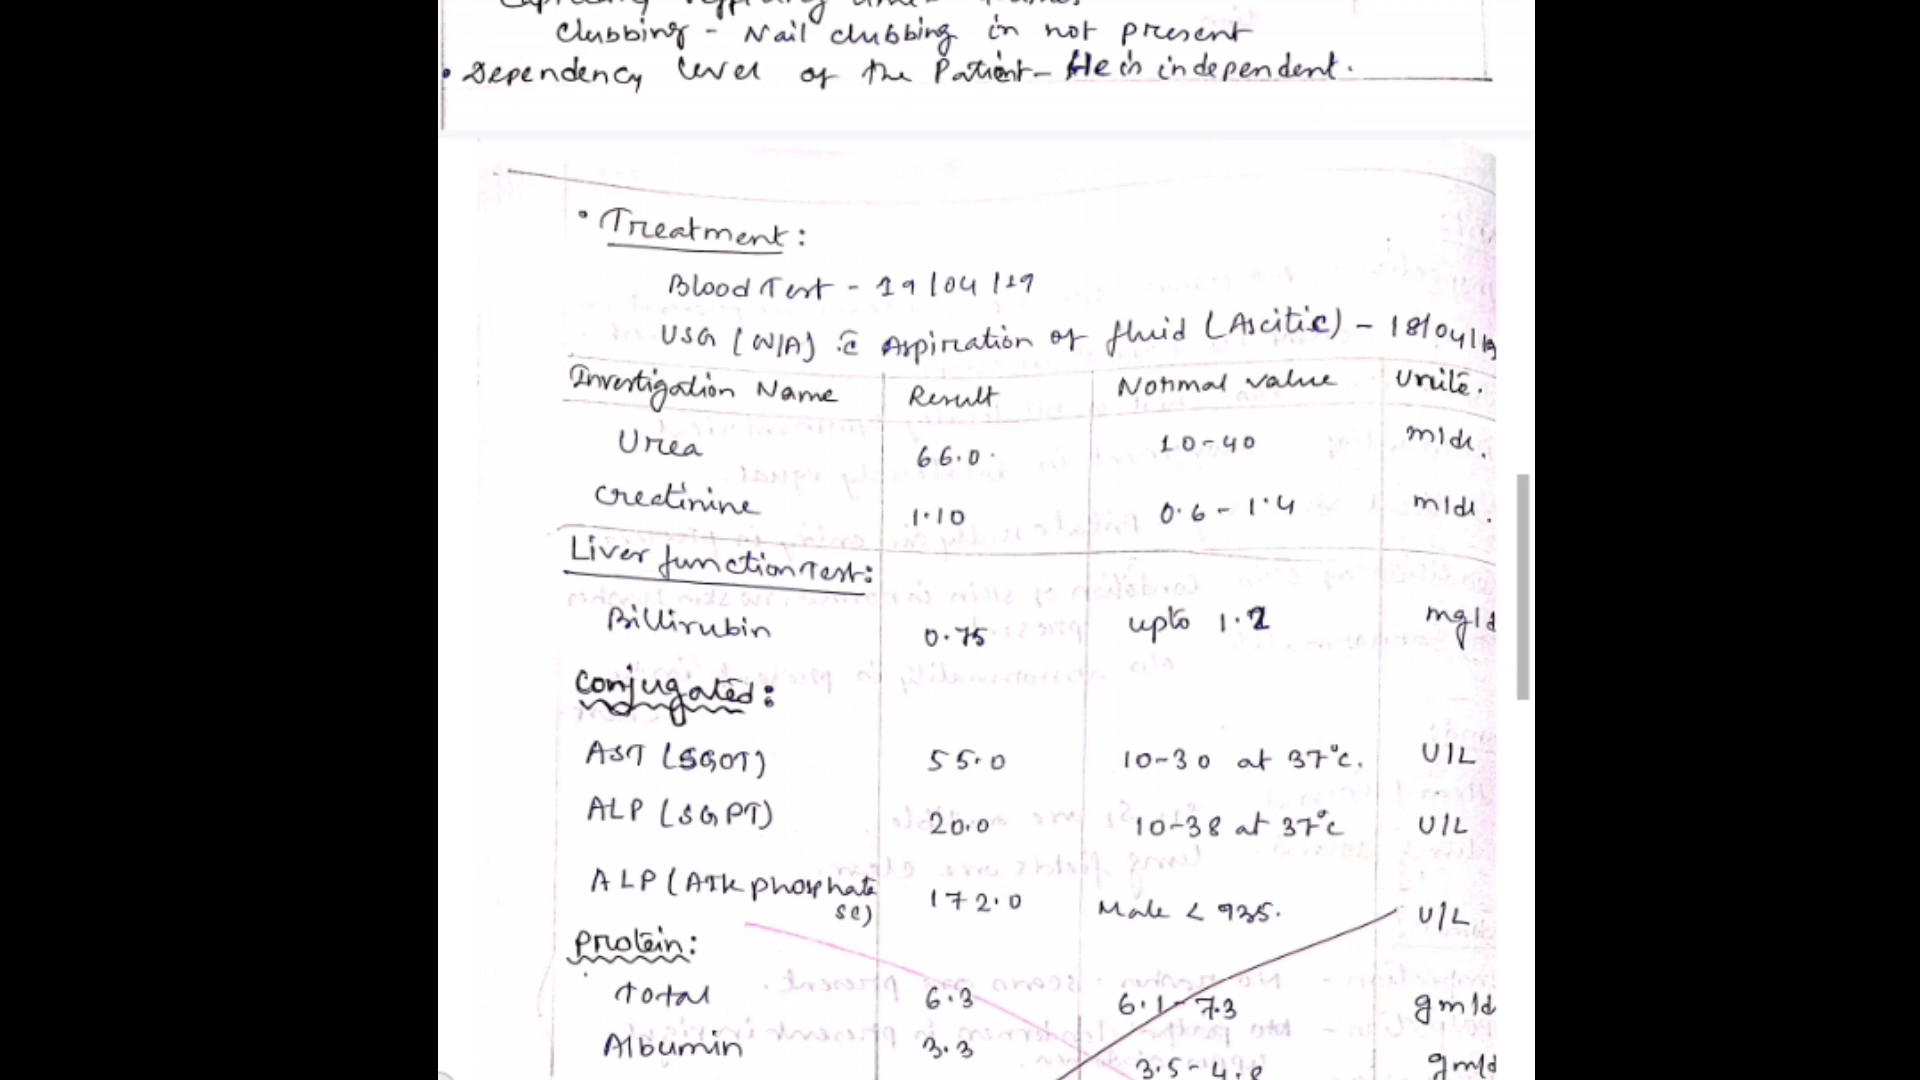 Clubbing - Nail clubbing in not present
• Dependency level of the Patient - He is independent.
• Treatment:
Blood Test - 19/04/19
USG (W/A) c̄ Aspiration of fluid (Ascitic) - 18/04/19
Investigation Name Result Normal value Unite.
Urea 66.0. 10-40 m/dl.
Creatinine 1.10 0.6-1.4 m/dl.
Liver function Test:
Billirubin 0.75 upto 1.2 mg/d
Conjugated:
AST (SGOT) 55.0 10-30 at 37°c. U/L
ALP (SGPT) 20.0 10-38 at 37°c U/L
ALP (Alk phosphate 172.0 Male < 935. U/L
se)
Protein:
Total 6.3 6.1-7.3 gm/d
Albumin 3.3 3.5-4.8 gm/d